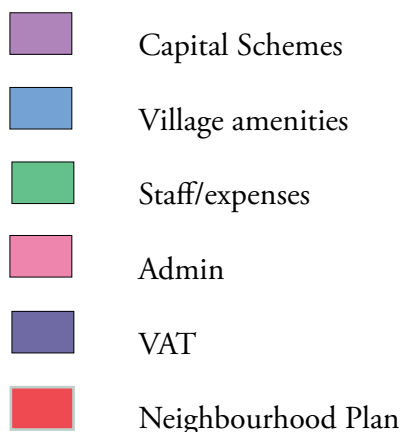 Capital Schemes
Village amenities
Staff/expenses
Admin
VAT
Neighbourhood Plan